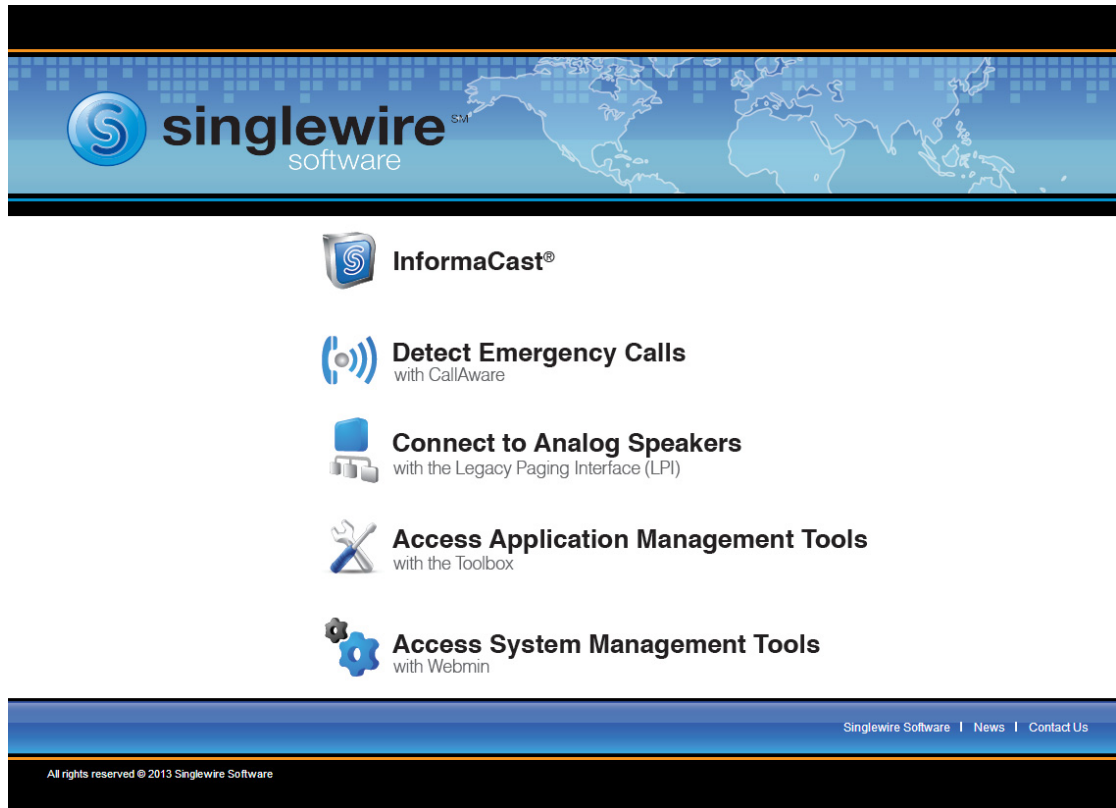 singlewire SM
software
InformaCast®
Detect Emergency Calls
with CallAware
Connect to Analog Speakers
with the Legacy Paging Interface (LPI)
Access Application Management Tools
with the Toolbox
Access System Management Tools
with Webmin
Singlewire Software | News | Contact Us
All rights reserved © 2013 Singlewire Software